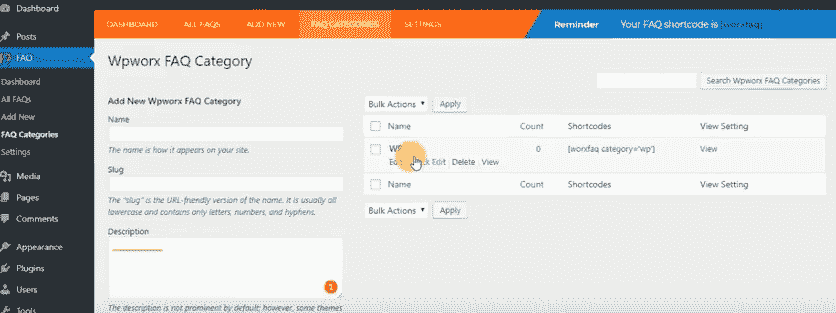 Dashboard
Posts
FAQ
Dashboard
All FAQs
Add New
FAQ Categories
Settings
Media
Pages
Comments
Appearance
Plugins
Users
Tools
DASHBOARD ALL FAQS ADD NEW FAQ CATEGORIES SETTINGS Reminder Your FAQ shortcode is [worxfaq]
Wpworx FAQ Category
Search Wpworx FAQ Categories
Add New Wpworx FAQ Category
Name
The name is how it appears on your site.
Slug
The "slug" is the URL-friendly version of the name. It is usually all
lowercase and contains only letters, numbers, and hyphens.
Description
1
The description is not prominent by default; however, some themes
Bulk Actions Apply
Name Count Shortcodes View Setting
0 [worxfaq category='wp'] View
Edit Delete | View
Name Count Shortcodes View Setting
Bulk Actions Apply